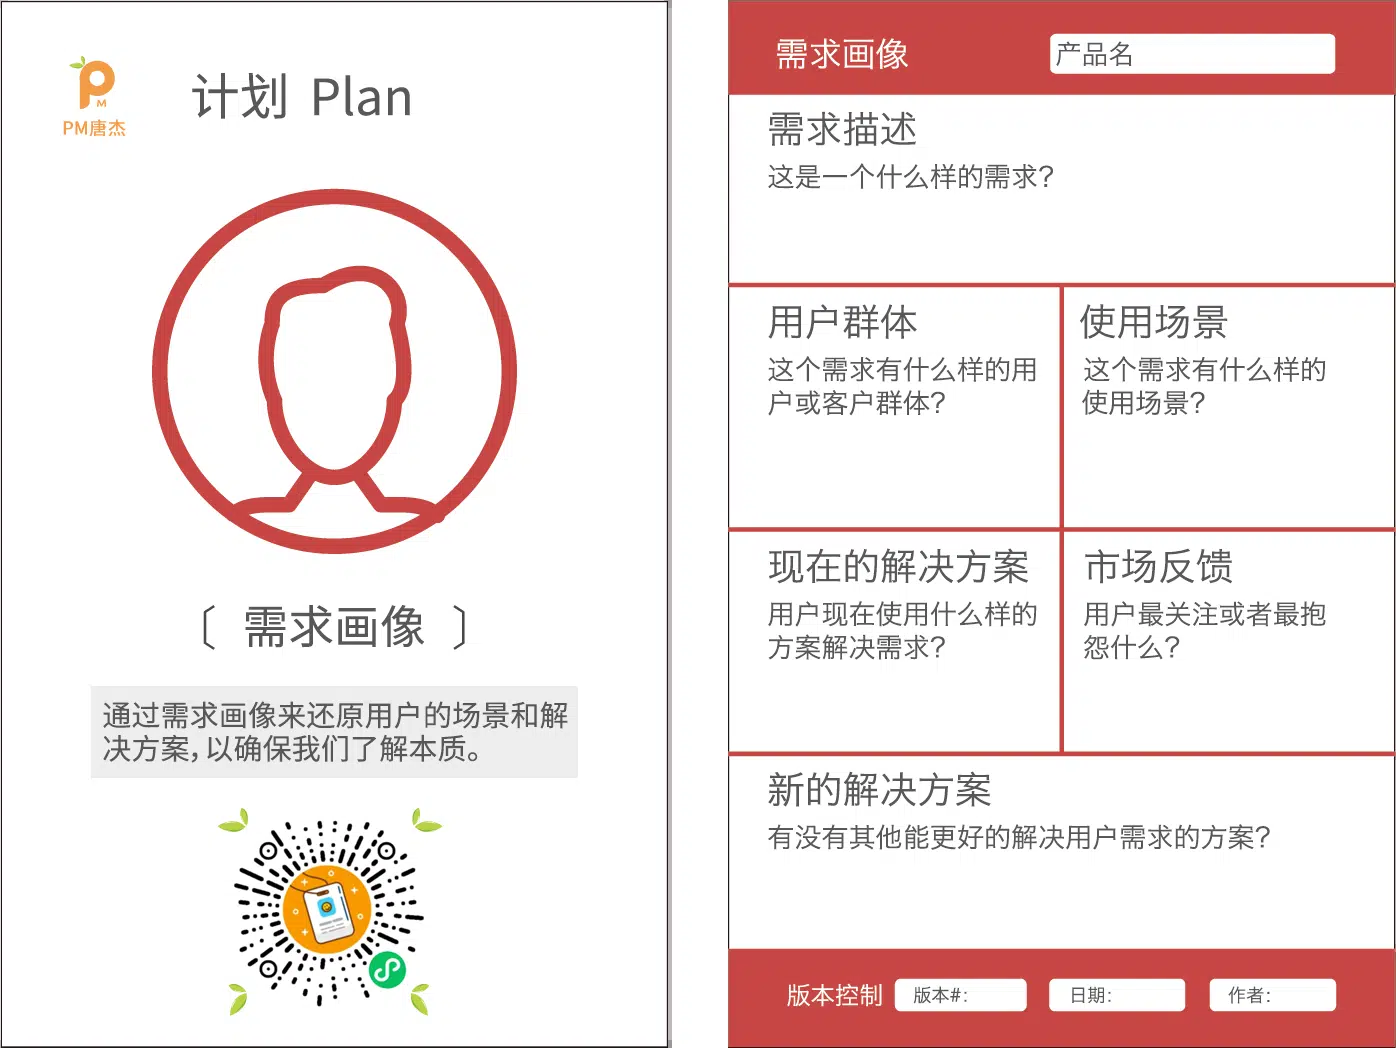 PM
PM唐杰
计划 Plan
〔 需求画像 〕
通过需求画像来还原用户的场景和解
决方案，以确保我们了解本质。
需求画像
产品名
需求描述
这是一个什么样的需求？
用户群体
这个需求有什么样的用
户或客户群体？
使用场景
这个需求有什么样的
使用场景？
现在的解决方案
用户现在使用什么样的
方案解决需求？
市场反馈
用户最关注或者最抱
怨什么？
新的解决方案
有没有其他能更好的解决用户需求的方案？
版本控制
版本#：
日期：
作者：